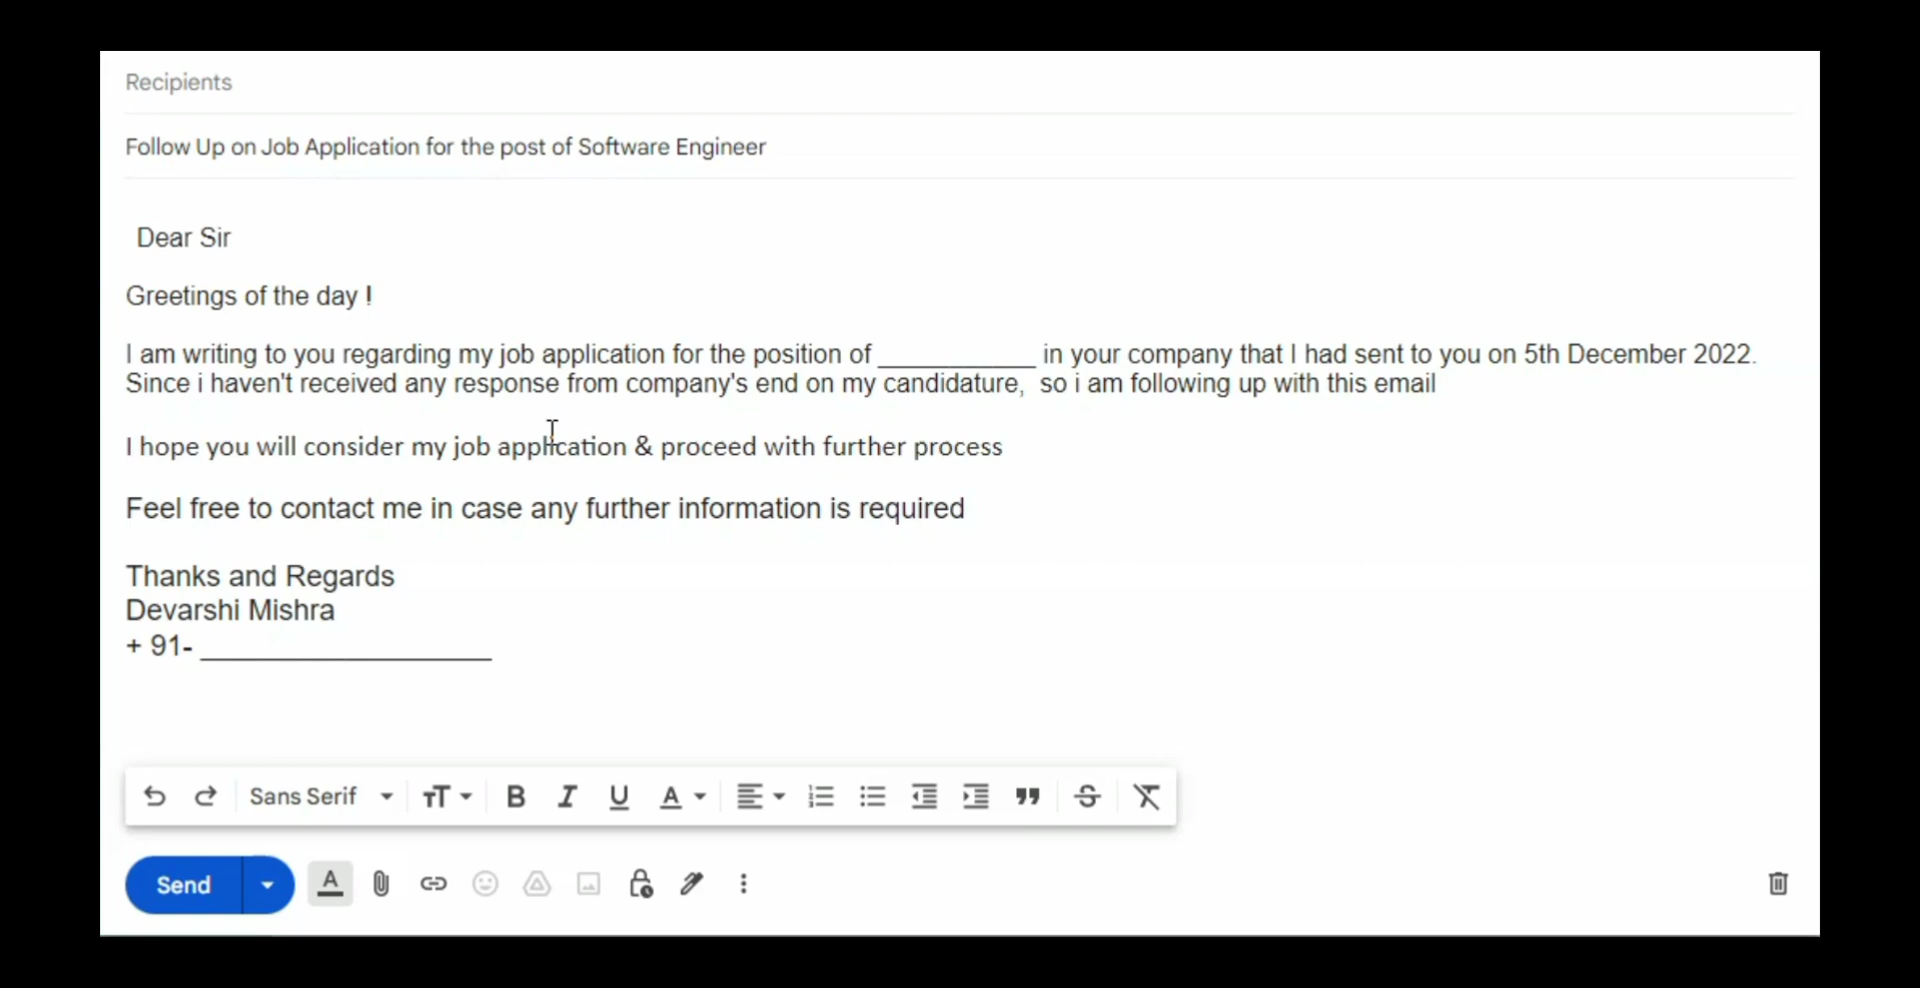 Recipients
Follow Up on Job Application for the post of Software Engineer
Dear Sir
Greetings of the day !
I am writing to you regarding my job application for the position of ___________ in your company that I had sent to you on 5th December 2022.
Since i haven't received any response from company's end on my candidature,  so i am following up with this email
I hope you will consider my job application & proceed with further process
Feel free to contact me in case any further information is required
Thanks and Regards
Devarshi Mishra
+ 91- ___________________
Sans Serif
Send